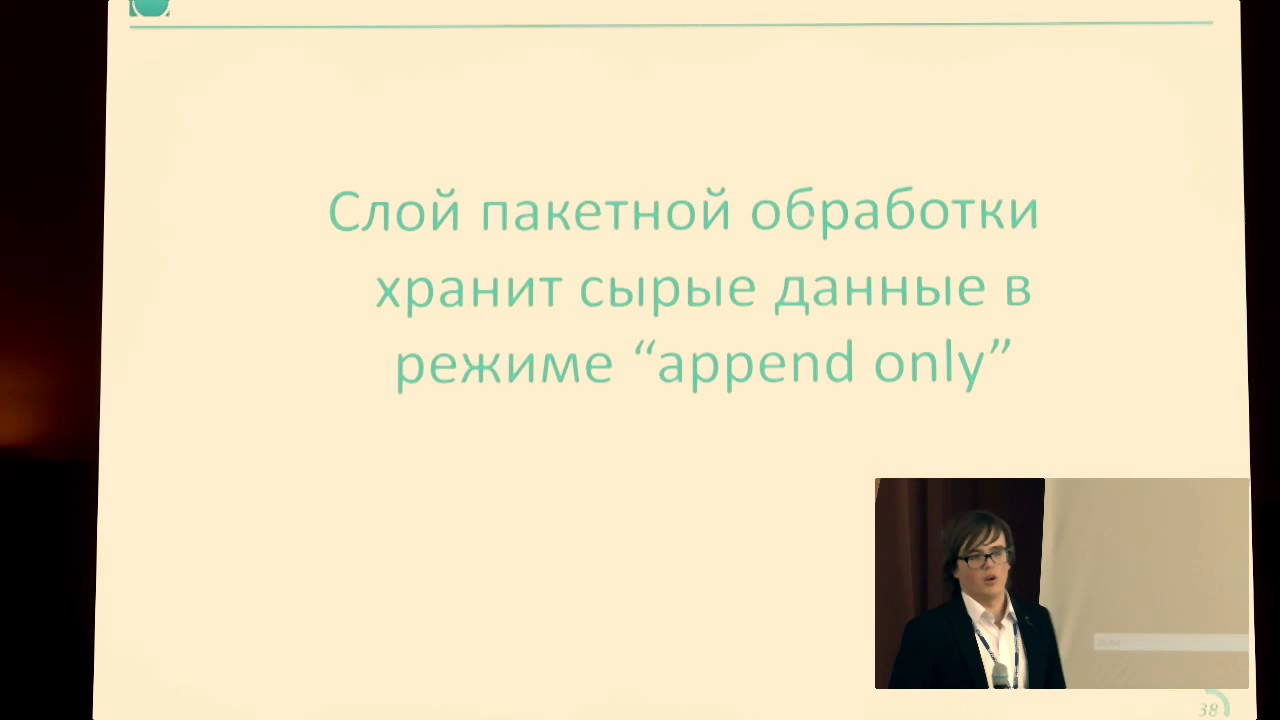 Слой пакетной обработки
хранит сырые данные в
режиме “append only”
38